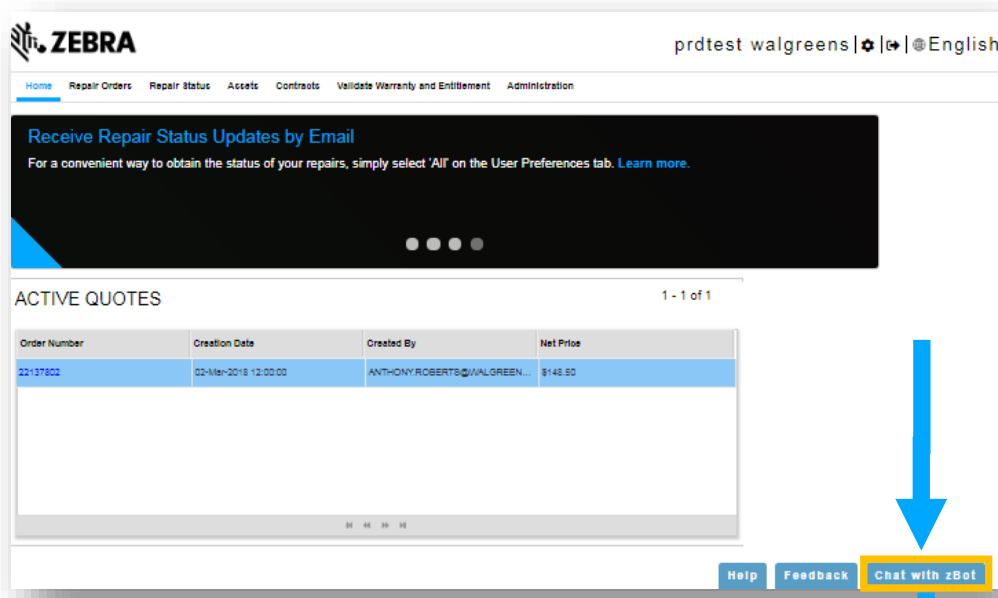 ZEBRA
prdtest walgreens | | English
Home Repair Orders Repair Status Assets Contracts Validate Warranty and Entitlement Administration
Receive Repair Status Updates by Email
For a convenient way to obtain the status of your repairs, simply select 'All' on the User Preferences tab. Learn more.
ACTIVE QUOTES 1 - 1 of 1
Order Number Creation Date Created By Net Price
22137802 02-Mar-2018 12:00:00 ANTHONY.ROBERTS@WALGREEN... $148.50
Help Feedback Chat with zBot